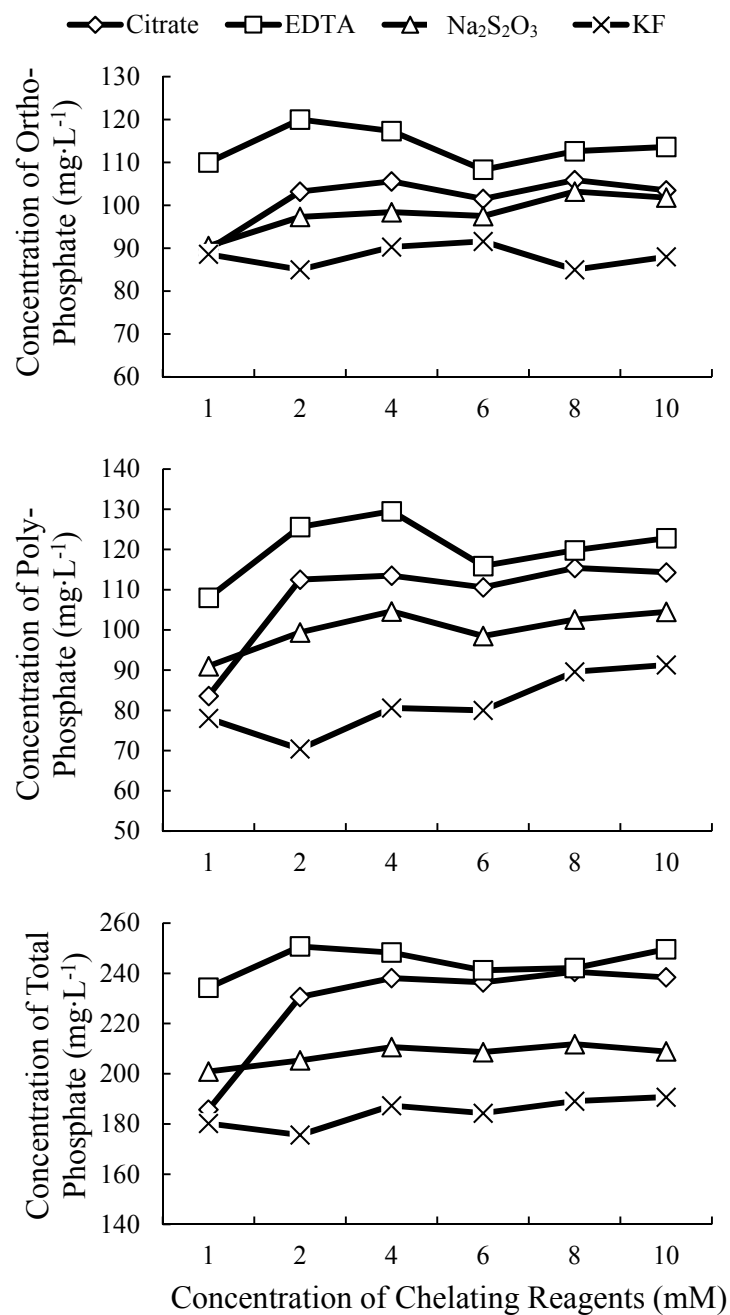 Citrate EDTA Na₂S₂O₃ KF
Concentration of Ortho-
Phosphate (mg·L⁻¹)
130
120
110
100
90
80
70
60
1 2 4 6 8 10
Concentration of Poly-
Phosphate (mg·L⁻¹)
140
130
120
110
100
90
80
70
60
50
1 2 4 6 8 10
Concentration of Total
Phosphate (mg·L⁻¹)
260
240
220
200
180
160
140
1 2 4 6 8 10
Concentration of Chelating Reagents (mM)